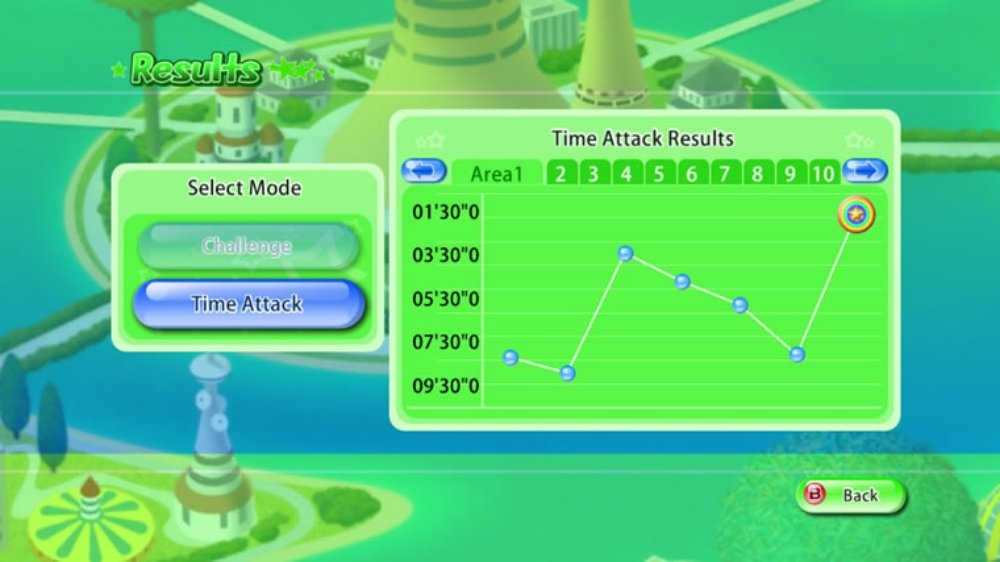 Results
Select Mode
Challenge
Time Attack
Time Attack Results
Area1 2 3 4 5 6 7 8 9 10
01'30"0
03'30"0
05'30"0
07'30"0
09'30"0
B Back